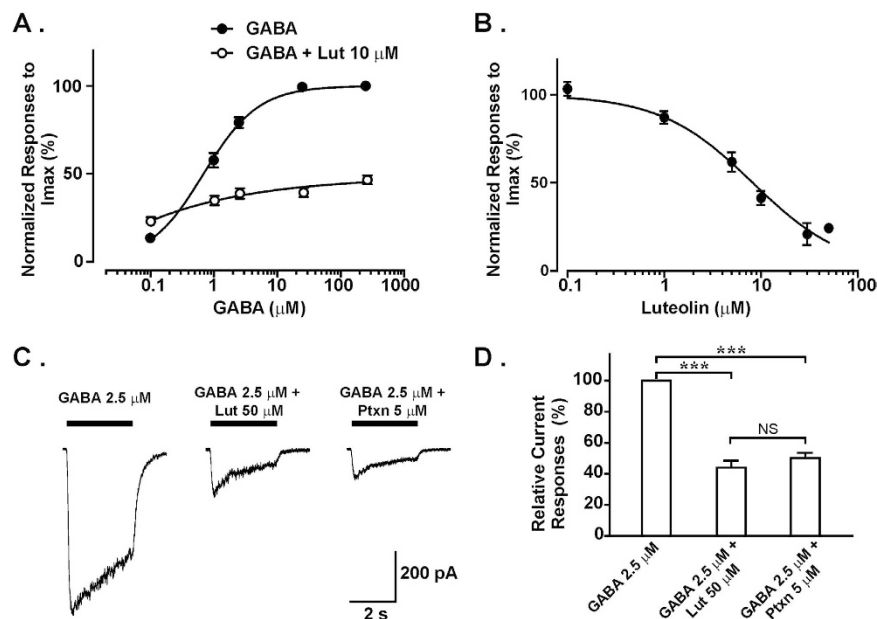 A .
GABA
GABA + Lut 10 μM
Normalized Responses to
Imax (%)
100
50
0
0.1
1
10
100
1000
GABA (μM)
B .
Normalized Responses to
Imax (%)
100
50
0
0.1
1
10
100
Luteolin (μM)
C .
GABA 2.5 μM
GABA 2.5 μM +
Lut 50 μM
GABA 2.5 μM +
Ptxn 5 μM
200 pA
2 s
D .
Relative Current
Responses (%)
100
80
60
40
20
0
***
***
NS
GABA 2.5 μM
GABA 2.5 μM +
Lut 50 μM
GABA 2.5 μM +
Ptxn 5 μM